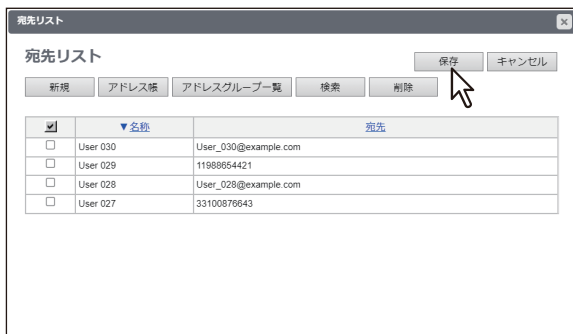 宛先リスト
宛先リスト
保存 キャンセル
新規 アドレス帳 アドレスグループ一覧 検索 削除
▼名称 宛先
User 030 User_030@example.com
User 029 11988654421
User 028 User_028@example.com
User 027 33100876643